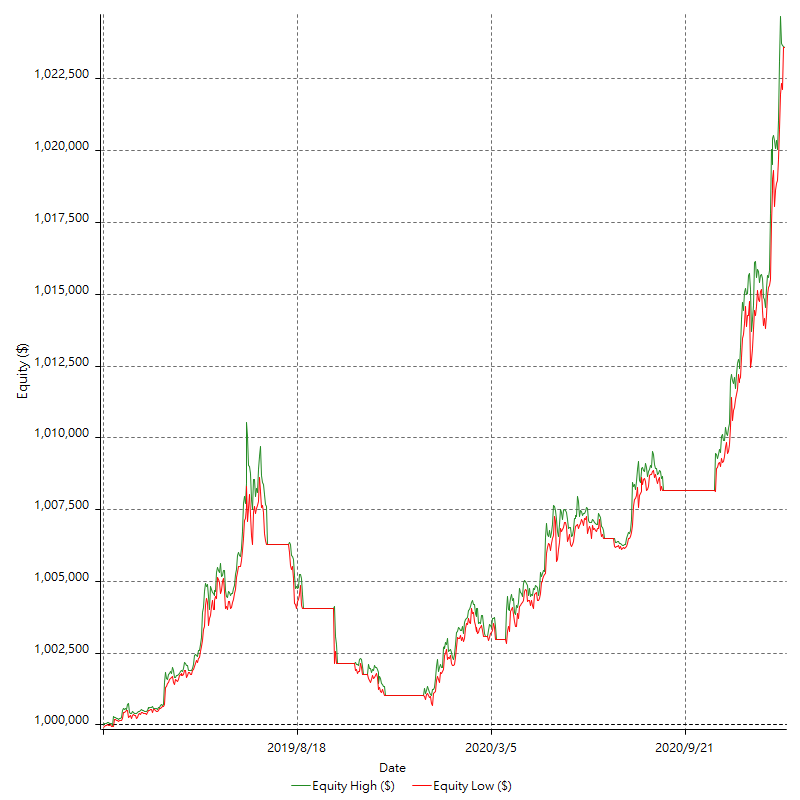 1,022,500
1,020,000
1,017,500
1,015,000
1,012,500
1,010,000
1,007,500
1,005,000
1,002,500
1,000,000
Equity ($)
2019/8/18 2020/3/5 2020/9/21
Date
Equity High ($) Equity Low ($)